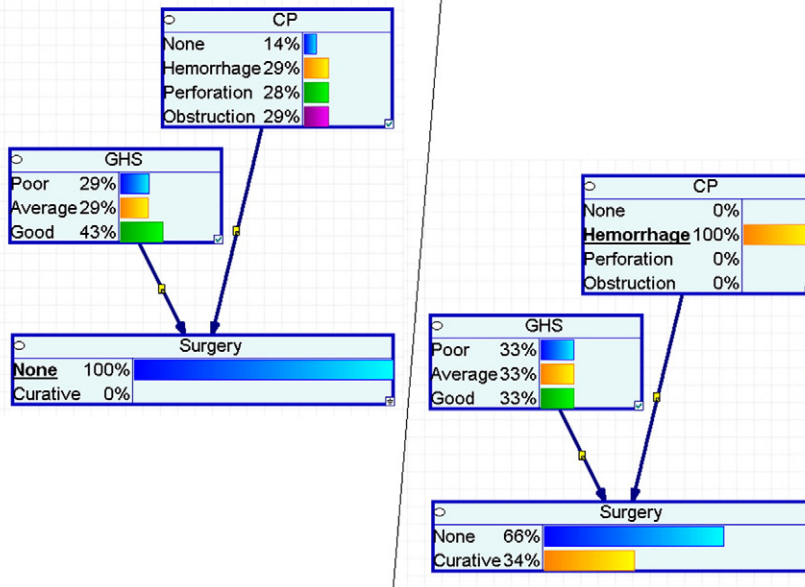 CP
None 14%
Hemorrhage 29%
Perforation 28%
Obstruction 29%
GHS
Poor 29%
Average 29%
Good 43%
Surgery
None 100%
Curative 0%
CP
None 0%
Hemorrhage 100%
Perforation 0%
Obstruction 0%
GHS
Poor 33%
Average 33%
Good 33%
Surgery
None 66%
Curative 34%